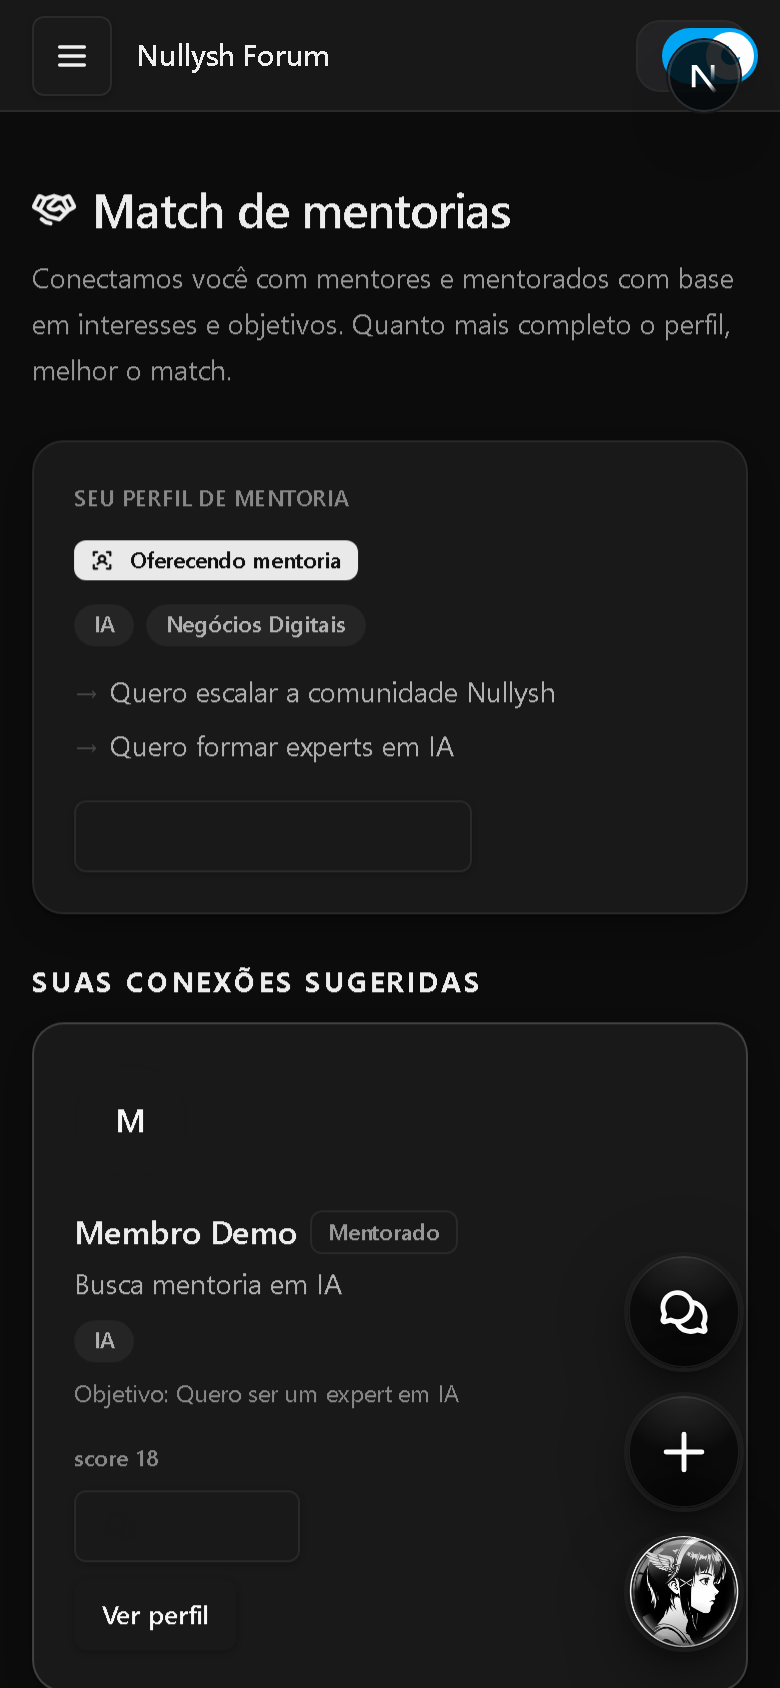 Nullysh Forum
N
Match de mentorias
Conectamos você com mentores e mentorados com base
em interesses e objetivos. Quanto mais completo o perfil,
melhor o match.
SEU PERFIL DE MENTORIA
Oferecendo mentoria
IA
Negócios Digitais
→ Quero escalar a comunidade Nullysh
→ Quero formar experts em IA
SUAS CONEXÕES SUGERIDAS
M
Membro Demo
Mentorado
Busca mentoria em IA
IA
Objetivo: Quero ser um expert em IA
score 18
Ver perfil